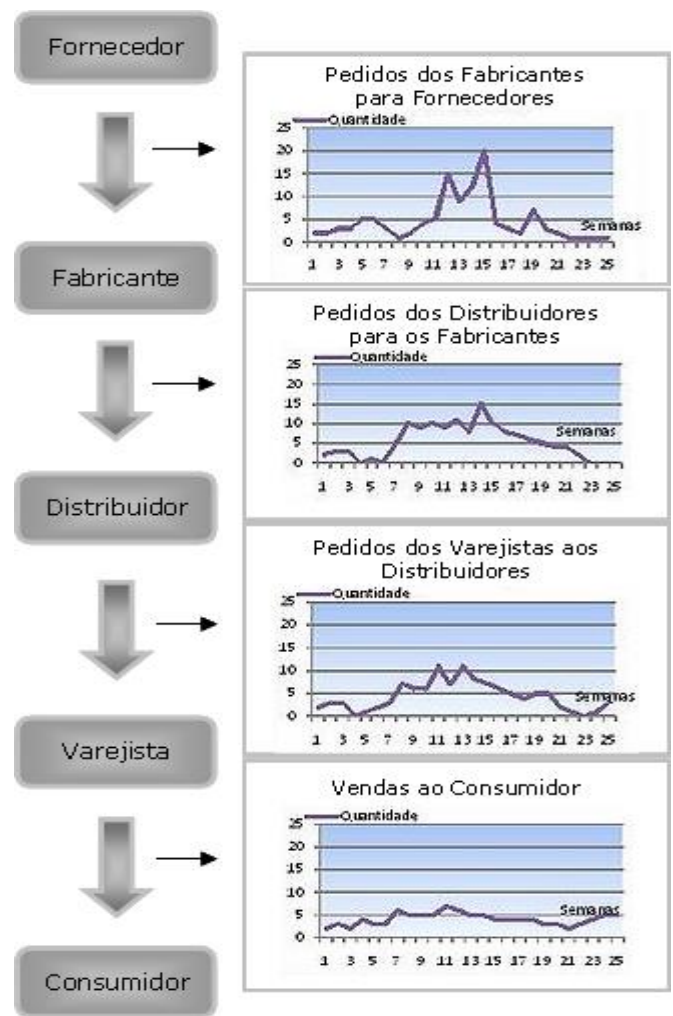 Fornecedor
Pedidos dos Fabricantes
para Fornecedores
Quantidade
25
20
15
10
5
0
Semanas
1 3 5 7 9 11 13 15 17 19 21 23 25
Fabricante
Pedidos dos Distribuidores
para os Fabricantes
Quantidade
25
20
15
10
5
0
Semanas
1 3 5 7 9 11 13 15 17 19 21 23 25
Distribuidor
Pedidos dos Varejistas aos
Distribuidores
Quantidade
25
20
15
10
5
0
Semanas
1 3 5 7 9 11 13 15 17 19 21 23 25
Varejista
Vendas ao Consumidor
Quantidade
25
20
15
10
5
0
Semanas
1 3 5 7 9 11 13 15 17 19 21 23 25
Consumidor